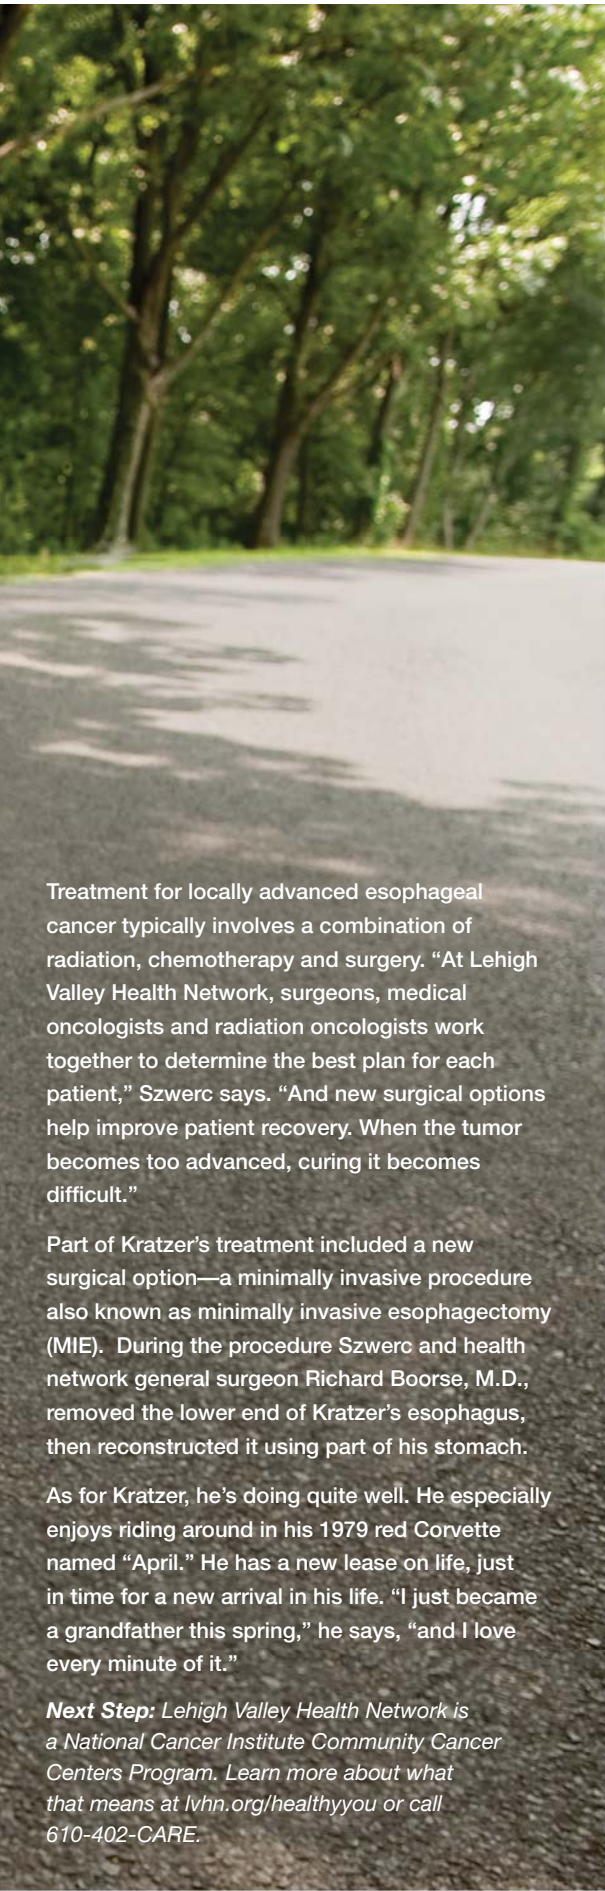 Treatment for locally advanced esophageal
cancer typically involves a combination of
radiation, chemotherapy and surgery. “At Lehigh
Valley Health Network, surgeons, medical
oncologists and radiation oncologists work
together to determine the best plan for each
patient,” Szwerc says. “And new surgical options
help improve patient recovery. When the tumor
becomes too advanced, curing it becomes
difficult.”
Part of Kratzer’s treatment included a new
surgical option—a minimally invasive procedure
also known as minimally invasive esophagectomy
(MIE).  During the procedure Szwerc and health
network general surgeon Richard Boorse, M.D.,
removed the lower end of Kratzer’s esophagus,
then reconstructed it using part of his stomach.
As for Kratzer, he’s doing quite well. He especially
enjoys riding around in his 1979 red Corvette
named “April.” He has a new lease on life, just
in time for a new arrival in his life. “I just became
a grandfather this spring,” he says, “and I love
every minute of it.”
Next Step: Lehigh Valley Health Network is
a National Cancer Institute Community Cancer
Centers Program. Learn more about what
that means at lvhn.org/healthyyou or call
610-402-CARE.